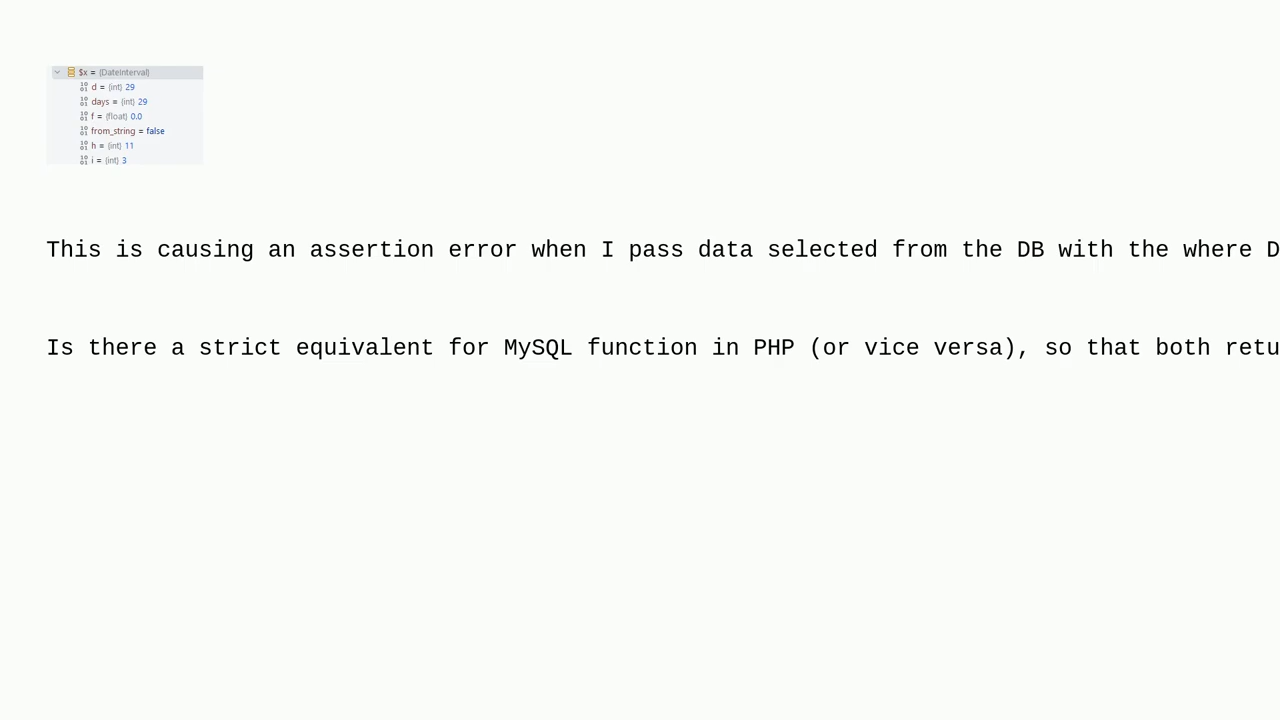 $x = {DateInterval}
d = {int} 29
days = {int} 29
f = {float} 0.0
from_string = false
h = {int} 11
i = {int} 3
This is causing an assertion error when I pass data selected from the DB with the where D
Is there a strict equivalent for MySQL function in PHP (or vice versa), so that both retu